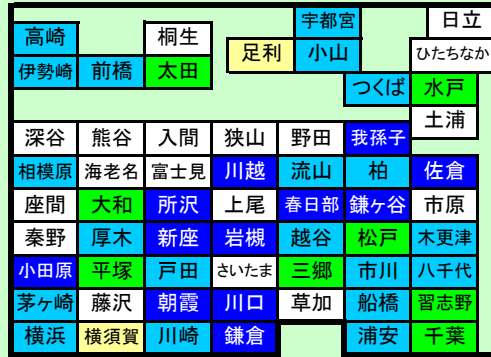 宇都宮 日立
高崎 桐生 足利 小山 ひたちなか
伊勢崎 前橋 太田 つくば 水戸
土浦
深谷 熊谷 入間 狭山 野田 我孫子
相模原 海老名 富士見 川越 流山 柏 佐倉
座間 大和 所沢 上尾 春日部 鎌ヶ谷 市原
秦野 厚木 新座 岩槻 越谷 松戸 木更津
小田原 平塚 戸田 さいたま 三郷 市川 八千代
茅ヶ崎 藤沢 朝霞 川口 草加 船橋 習志野
横浜 横須賀 川崎 鎌倉 浦安 千葉